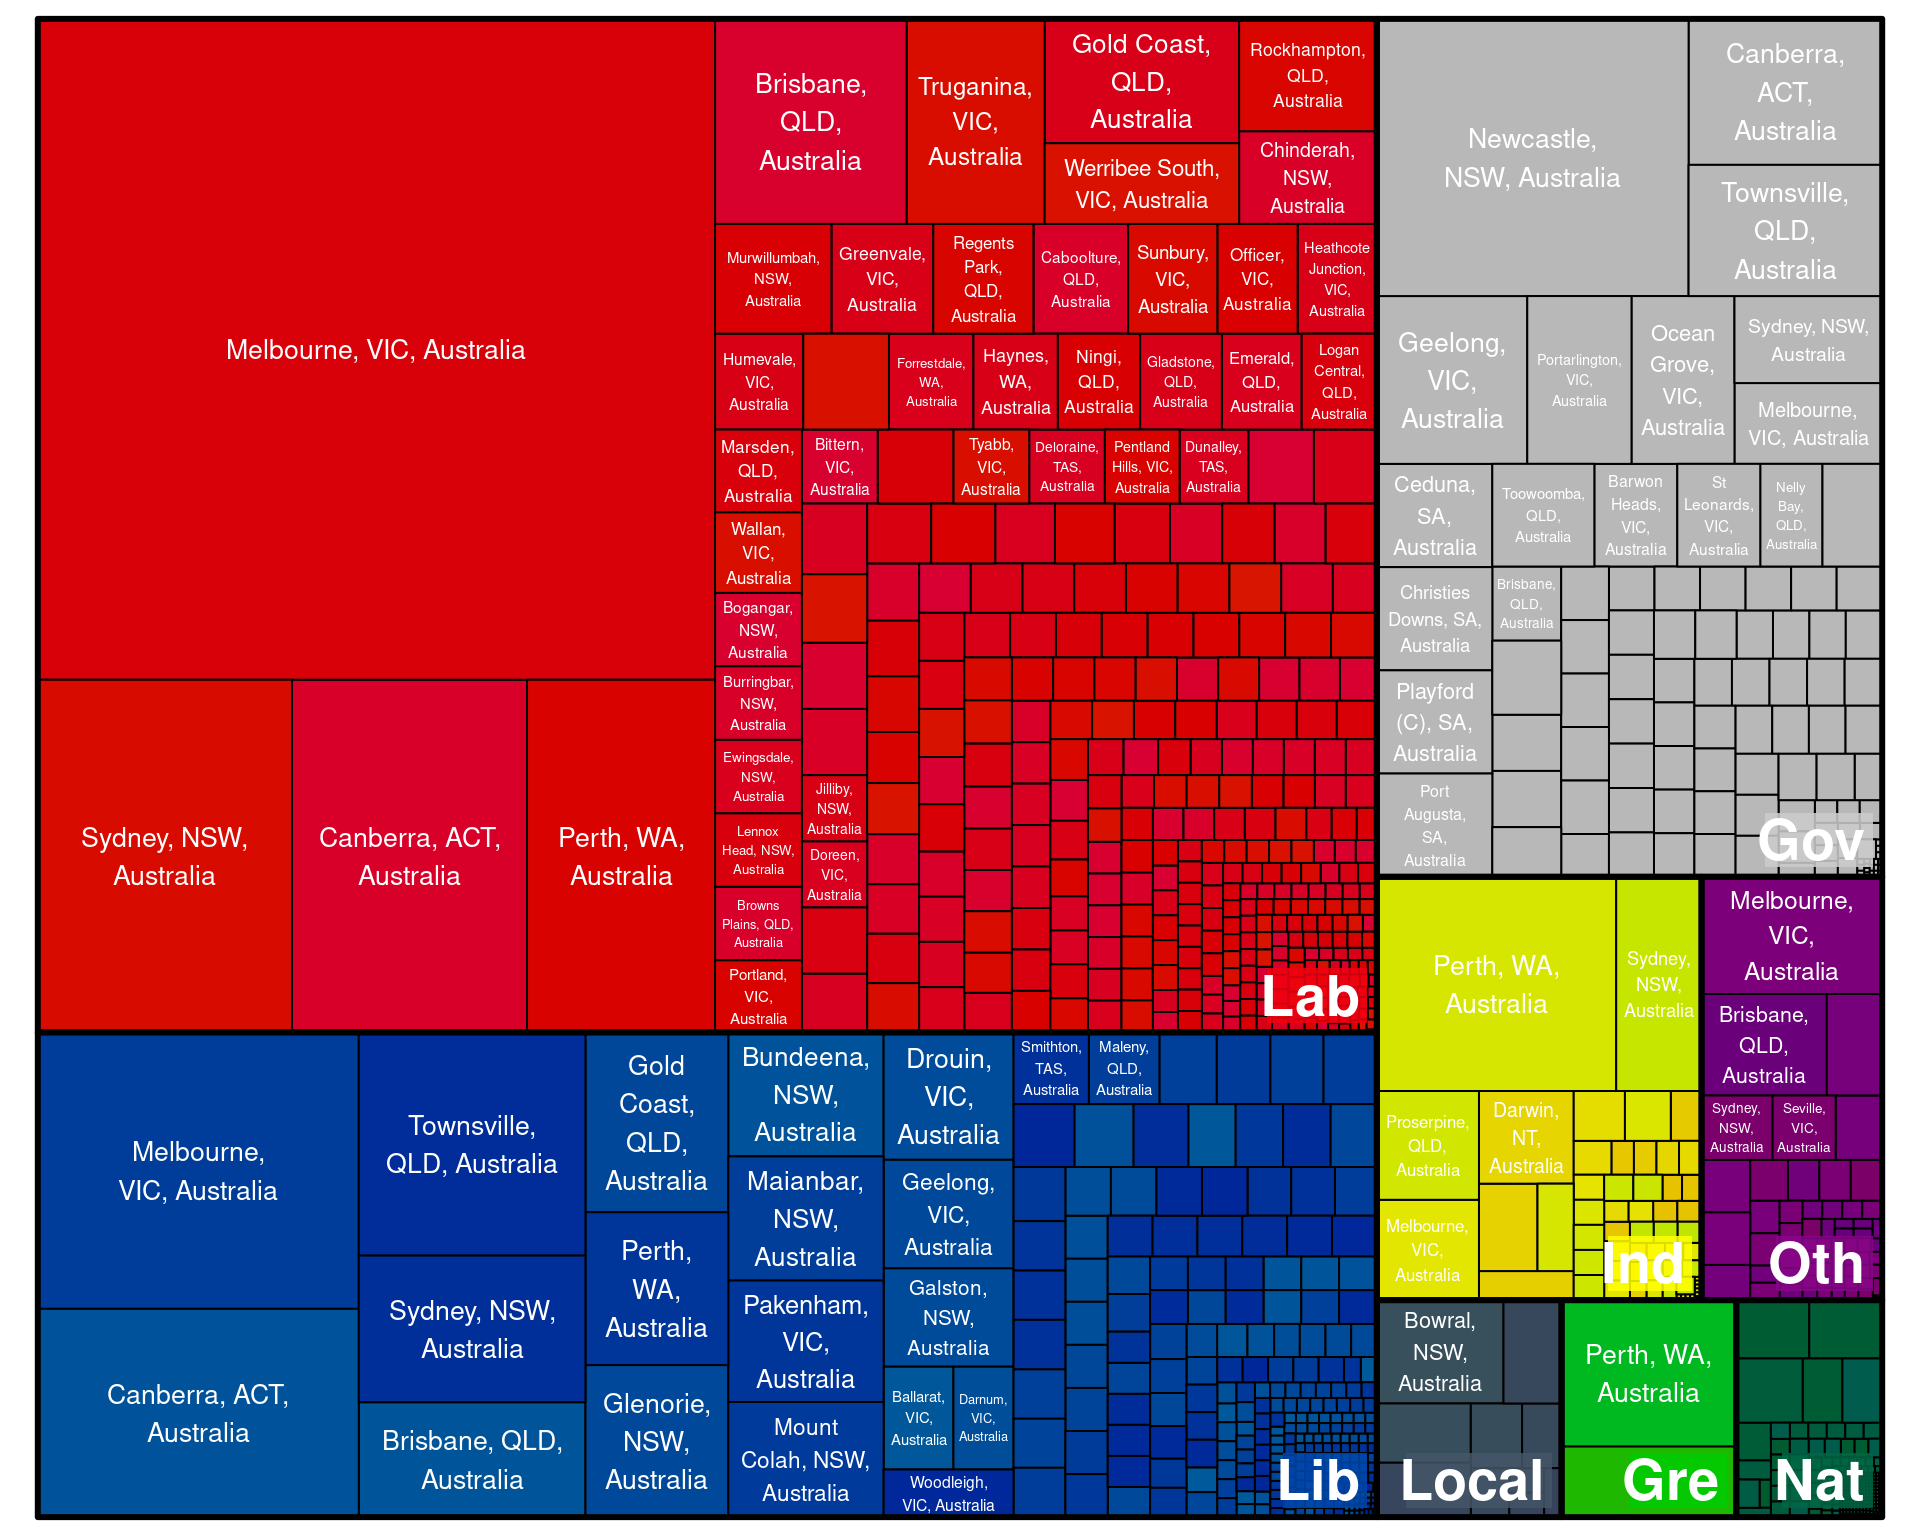 Melbourne, VIC, Australia
Sydney, NSW,
Australia
Canberra, ACT,
Australia
Perth, WA,
Australia
Brisbane,
QLD,
Australia
Truganina,
VIC,
Australia
Gold Coast,
QLD,
Australia
Werribee South,
VIC, Australia
Rockhampton,
QLD,
Australia
Chinderah,
NSW,
Australia
Murwillumbah,
NSW,
Australia
Greenvale,
VIC,
Australia
Regents
Park,
QLD,
Australia
Caboolture,
QLD,
Australia
Sunbury,
VIC,
Australia
Officer,
VIC,
Australia
Heathcote
Junction,
VIC,
Australia
Humevale,
VIC,
Australia
Forrestdale,
WA,
Australia
Haynes,
WA,
Australia
Ningi,
QLD,
Australia
Gladstone,
QLD,
Australia
Emerald,
QLD,
Australia
Logan
Central,
QLD,
Australia
Marsden,
QLD,
Australia
Bittern,
VIC,
Australia
Tyabb,
VIC,
Australia
Deloraine,
TAS,
Australia
Pentland
Hills, VIC,
Australia
Dunalley,
TAS,
Australia
Wallan,
VIC,
Australia
Bogangar,
NSW,
Australia
Burringbar,
NSW,
Australia
Ewingsdale,
NSW,
Australia
Lennox
Head, NSW,
Australia
Browns
Plains, QLD,
Australia
Portland,
VIC,
Australia
Jilliby,
NSW,
Australia
Doreen,
VIC,
Australia
Lab
Newcastle,
NSW, Australia
Canberra,
ACT,
Australia
Townsville,
QLD,
Australia
Geelong,
VIC,
Australia
Portarlington,
VIC,
Australia
Ocean
Grove,
VIC,
Australia
Sydney, NSW,
Australia
Melbourne,
VIC, Australia
Ceduna,
SA,
Australia
Toowoomba,
QLD,
Australia
Barwon
Heads,
VIC,
Australia
St
Leonards,
VIC,
Australia
Nelly
Bay,
QLD,
Australia
Christies
Downs, SA,
Australia
Brisbane,
QLD,
Australia
Playford
(C), SA,
Australia
Port
Augusta,
SA,
Australia
Gov
Perth, WA,
Australia
Sydney,
NSW,
Australia
Proserpine,
QLD,
Australia
Darwin,
NT,
Australia
Melbourne,
VIC,
Australia
Ind
Melbourne,
VIC,
Australia
Brisbane,
QLD,
Australia
Sydney,
NSW,
Australia
Seville,
VIC,
Australia
Oth
Melbourne,
VIC, Australia
Canberra, ACT,
Australia
Townsville,
QLD, Australia
Sydney, NSW,
Australia
Brisbane, QLD,
Australia
Gold
Coast,
QLD,
Australia
Perth,
WA,
Australia
Glenorie,
NSW,
Australia
Bundeena,
NSW,
Australia
Maianbar,
NSW,
Australia
Pakenham,
VIC,
Australia
Mount
Colah, NSW,
Australia
Drouin,
VIC,
Australia
Geelong,
VIC,
Australia
Galston,
NSW,
Australia
Ballarat,
VIC,
Australia
Darnum,
VIC,
Australia
Woodleigh,
VIC, Australia
Smithton,
TAS,
Australia
Maleny,
QLD,
Australia
Lib
Bowral,
NSW,
Australia
Local
Perth, WA,
Australia
Gre
Nat